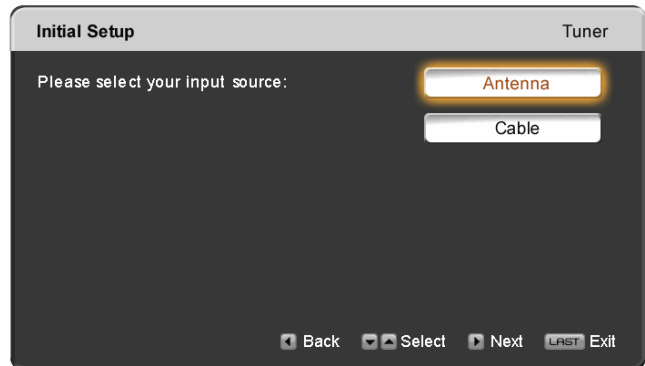 Initial Setup Tuner
Please select your input source: Antenna
Cable
Back Select Next LAST Exit